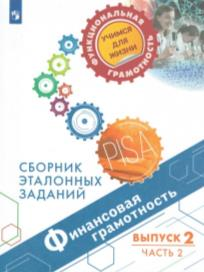 ФУНКЦИОНАЛЬНАЯ
УЧИМСЯ ДЛЯ ЖИЗНИ
ГРАМОТНОСТЬ
PISA
СБОРНИК
ЭТАЛОННЫХ
ЗАДАНИЙ
Финансовая
грамотность
ВЫПУСК 2
ЧАСТЬ 2